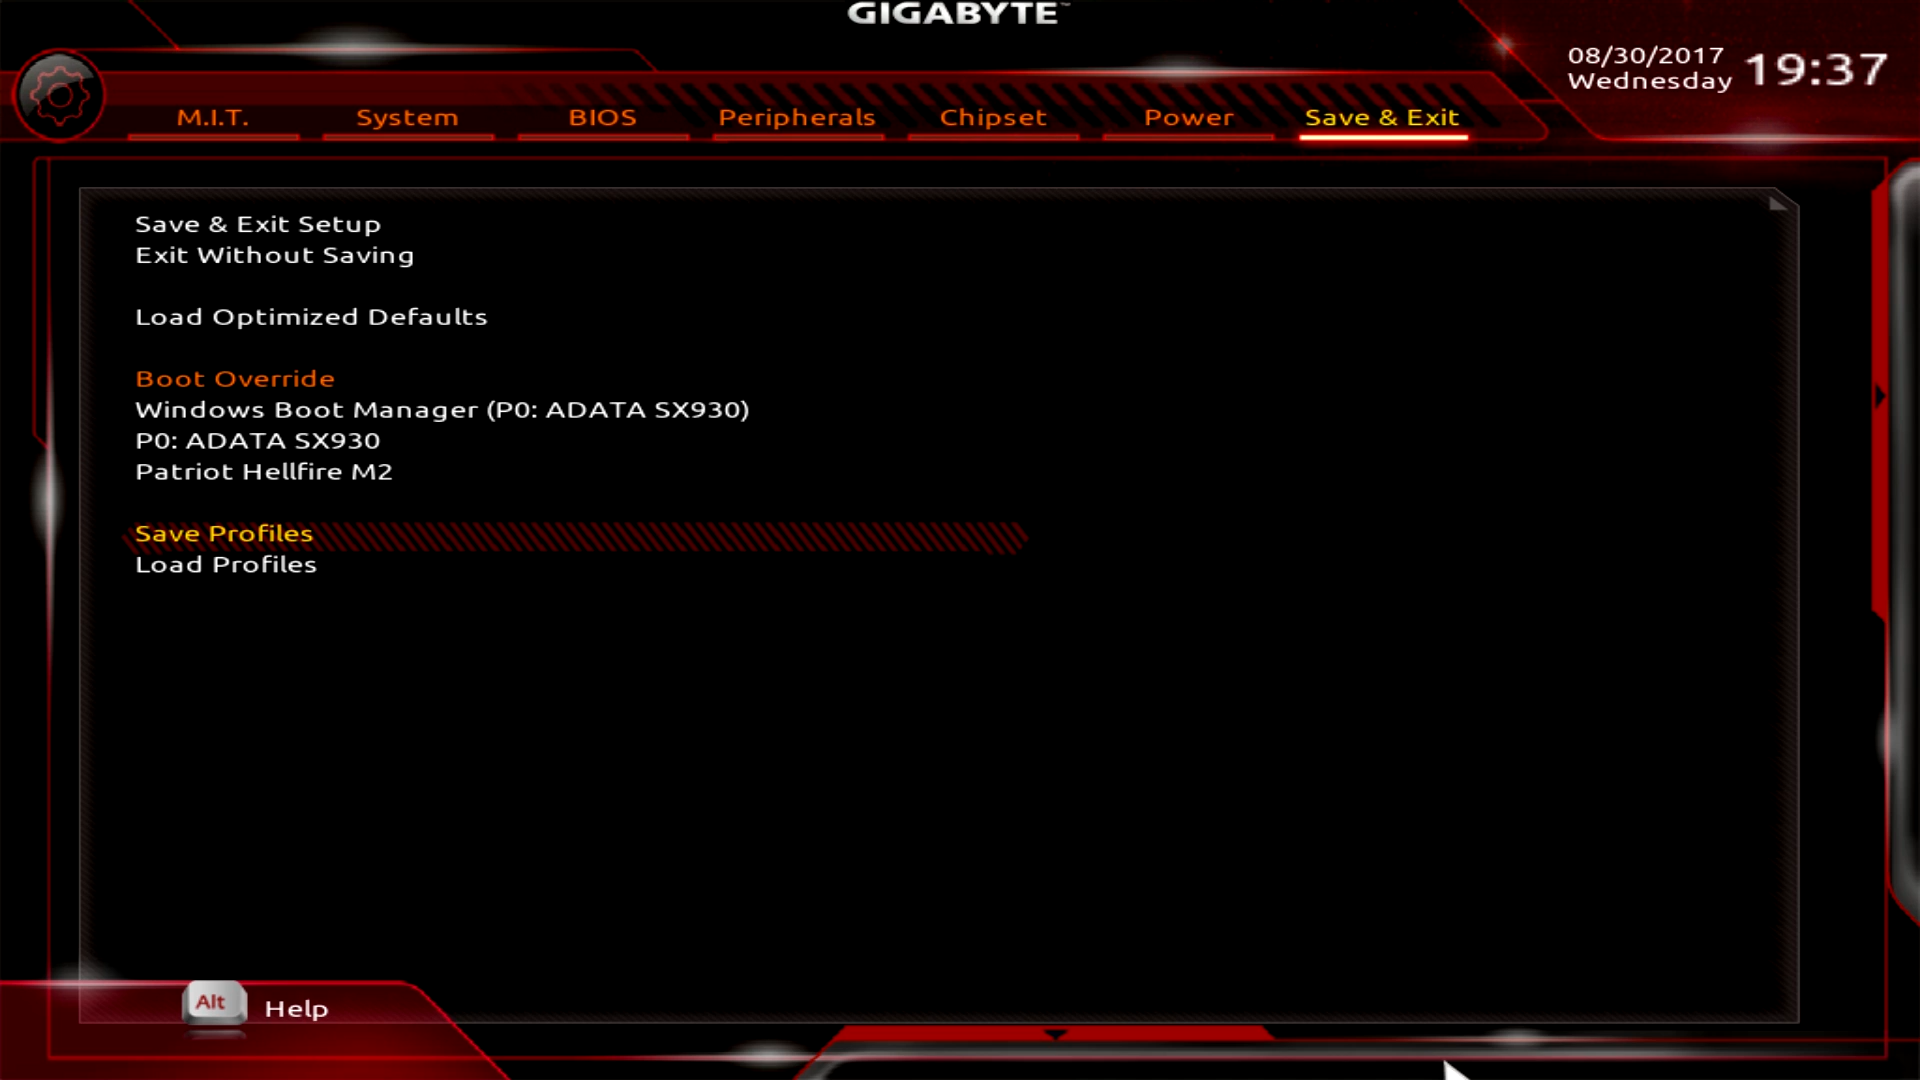 GIGABYTE™
08/30/2017
Wednesday
19:37
M.I.T. System BIOS Peripherals Chipset Power Save & Exit
Save & Exit Setup
Exit Without Saving
Load Optimized Defaults
Boot Override
Windows Boot Manager (P0: ADATA SX930)
P0: ADATA SX930
Patriot Hellfire M2
Save Profiles
Load Profiles
Alt Help